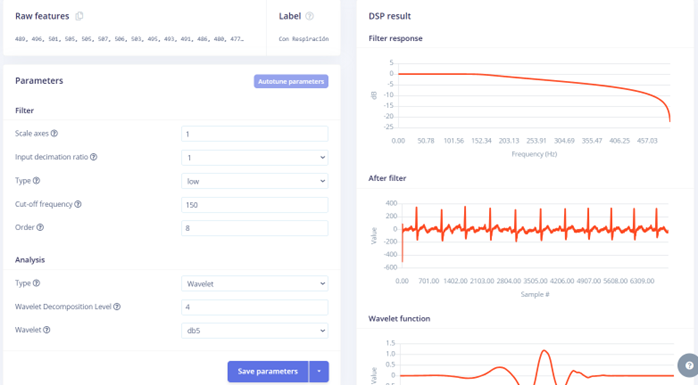 Raw features
Label
489, 496, 501, 505, 505, 507, 506, 503, 495, 493, 491, 486, 480, 477…
Con Respiración
Parameters
Autotune parameters
Filter
Scale axes
1
Input decimation ratio
1
Type
low
Cut-off frequency
150
Order
8
Analysis
Type
Wavelet
Wavelet Decomposition Level
4
Wavelet
db5
Save parameters
DSP result
Filter response
5
0
-5
-10
-15
-20
-25
dB
0.00 50.78 101.56 152.34 203.13 253.91 304.69 355.47 406.25 457.03
Frequency (Hz)
After filter
400
200
0
-200
-400
-600
Value
0.00 701.00 1402.00 2103.00 2804.00 3505.00 4206.00 4907.00 5608.00 6309.00
Sample #
Wavelet function
1.5
1.0
0.5
0.0
Value